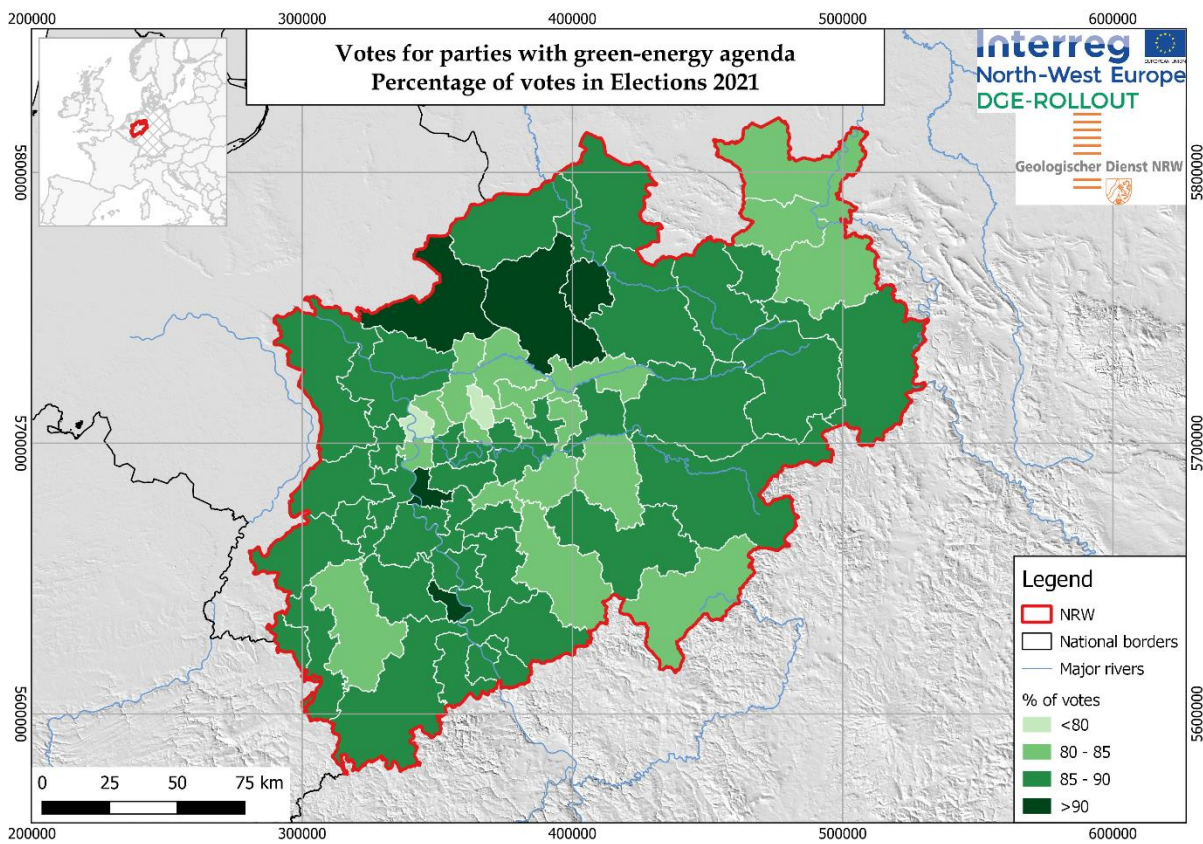 200000 300000 400000 500000 600000
Votes for parties with green-energy agenda
Percentage of votes in Elections 2021
Interreg
EUROPEAN UNION
North-West Europe
DGE-ROLLOUT
Geologischer Dienst NRW
5800000 5800000
5700000 5700000
5600000 5600000
Legend
NRW
National borders
Major rivers
% of votes
<80
80 - 85
85 - 90
>90
0 25 50 75 km
200000 300000 400000 500000 600000